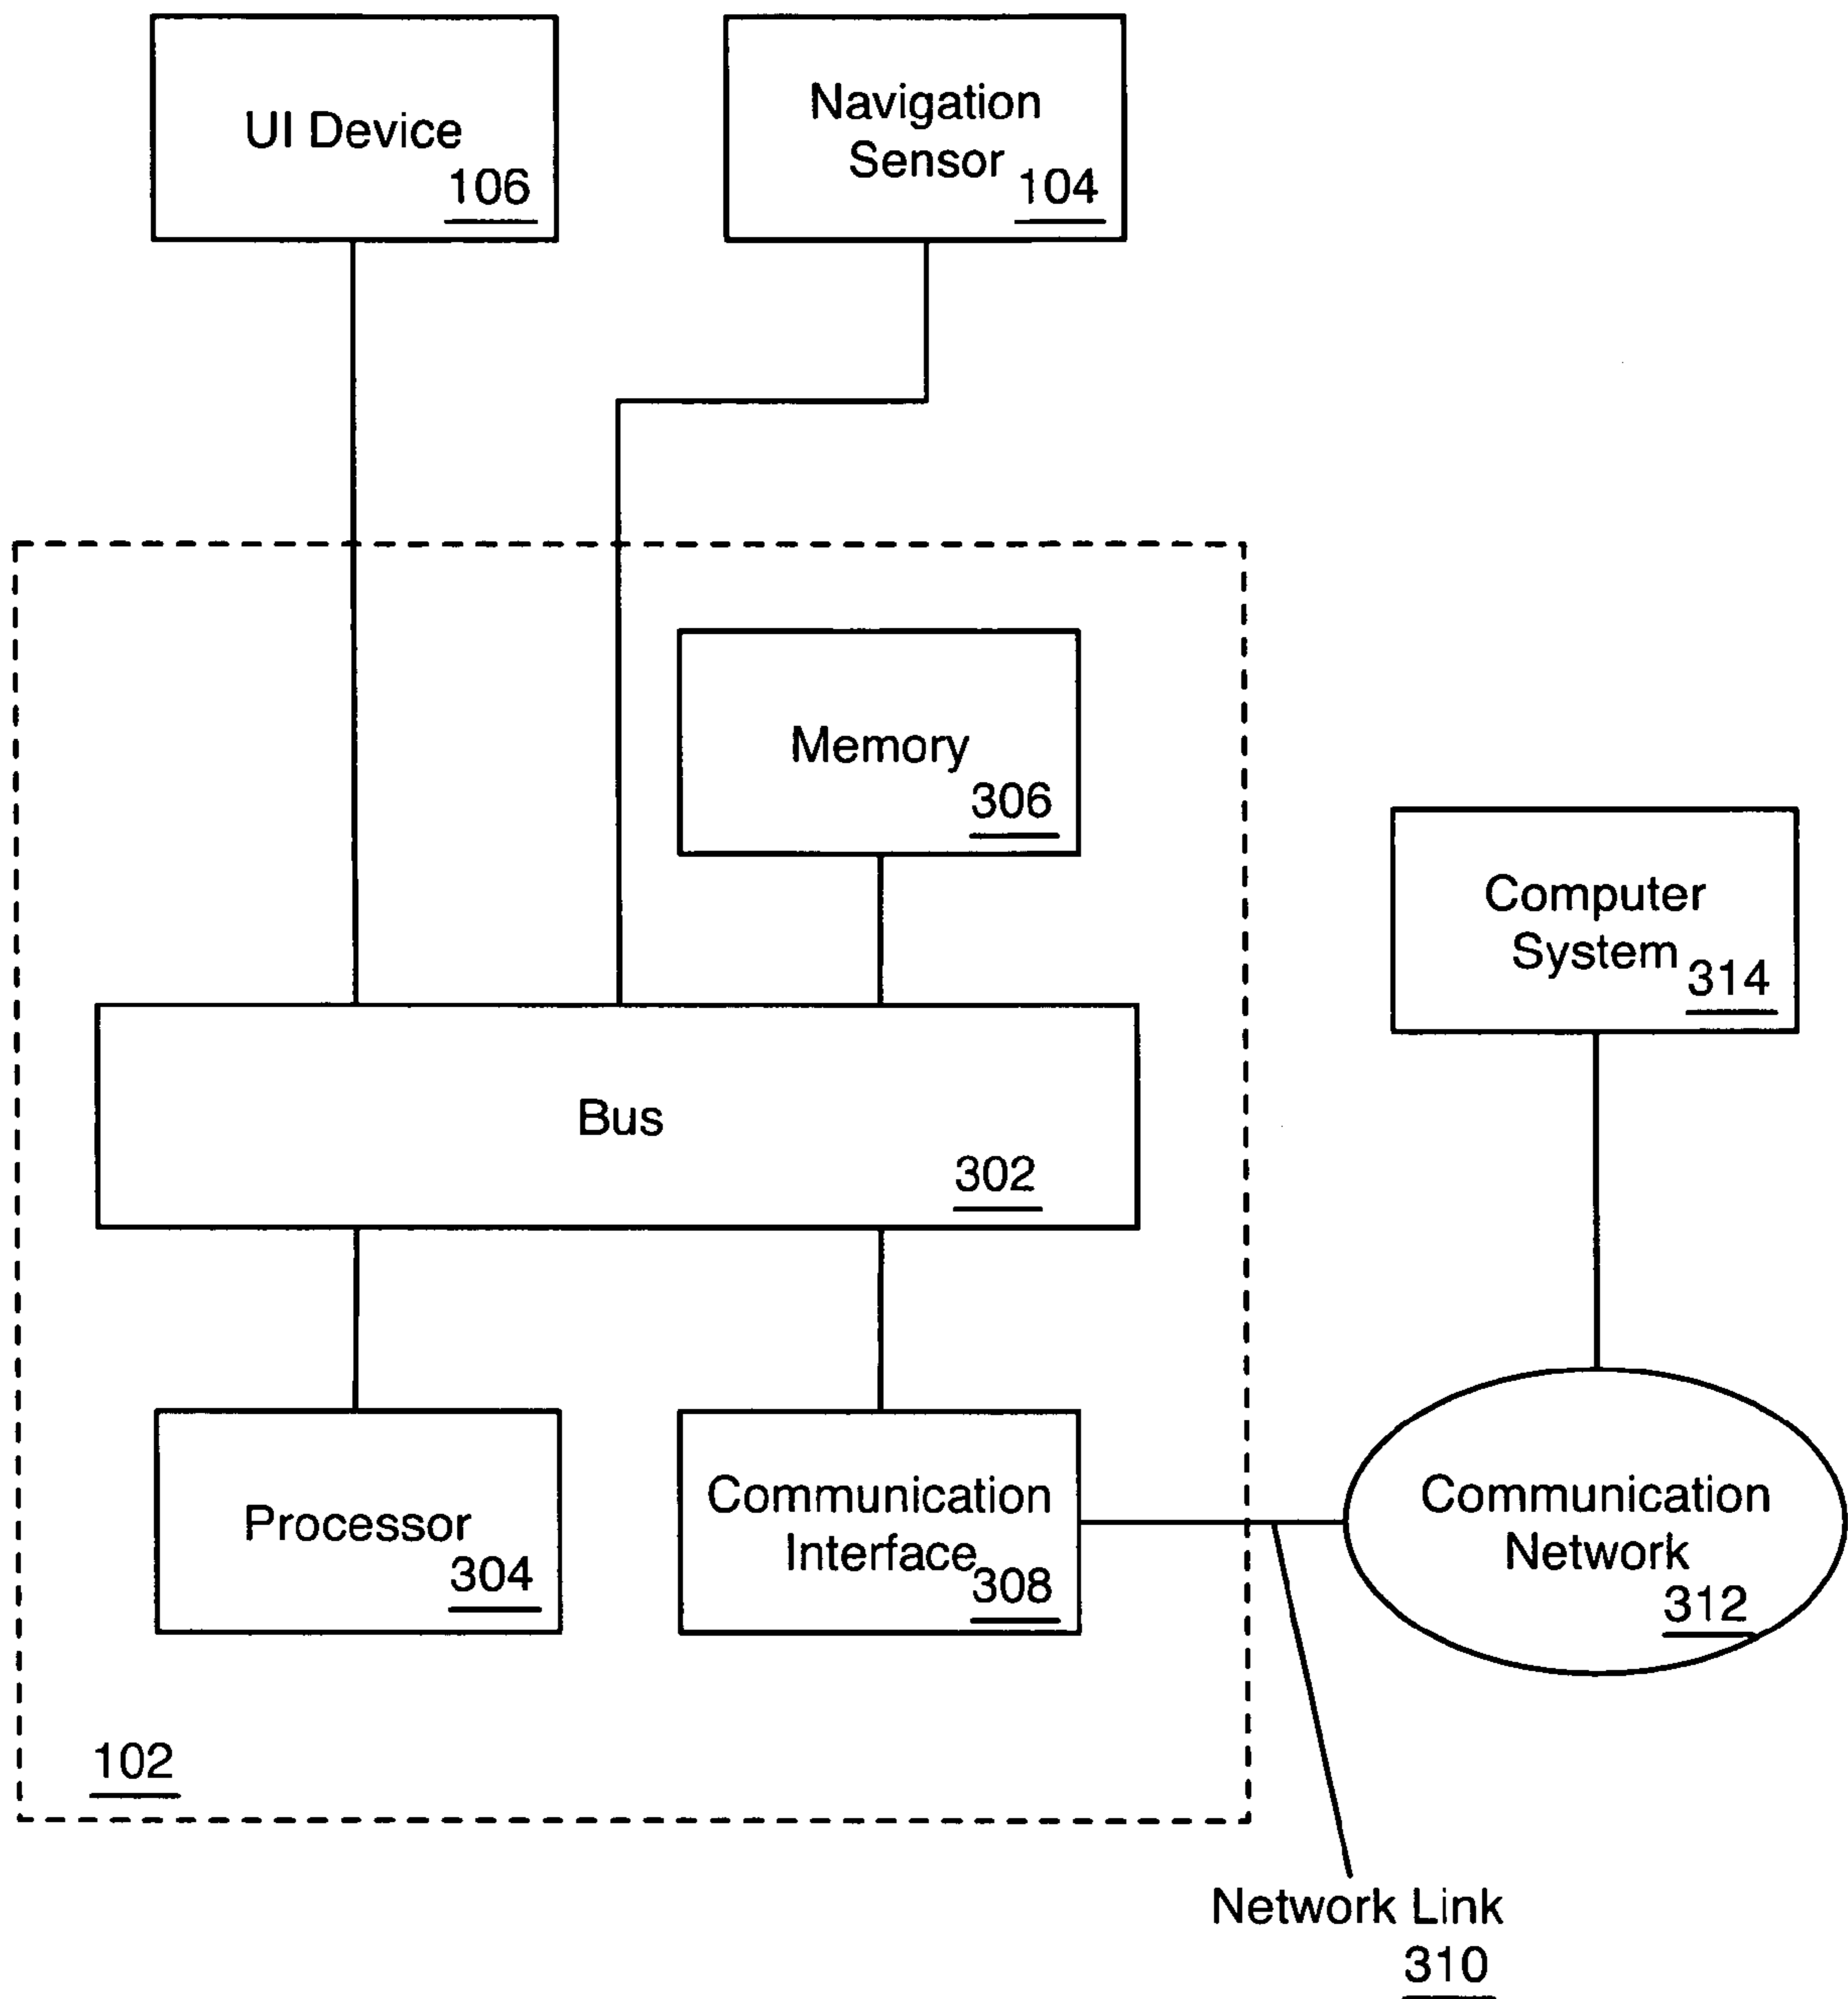 UI Device
106
Navigation
Sensor
104
Memory
306
Computer
System
314
Bus
302
Processor
304
Communication
Interface
308
Communication
Network
312
102
Network Link
310